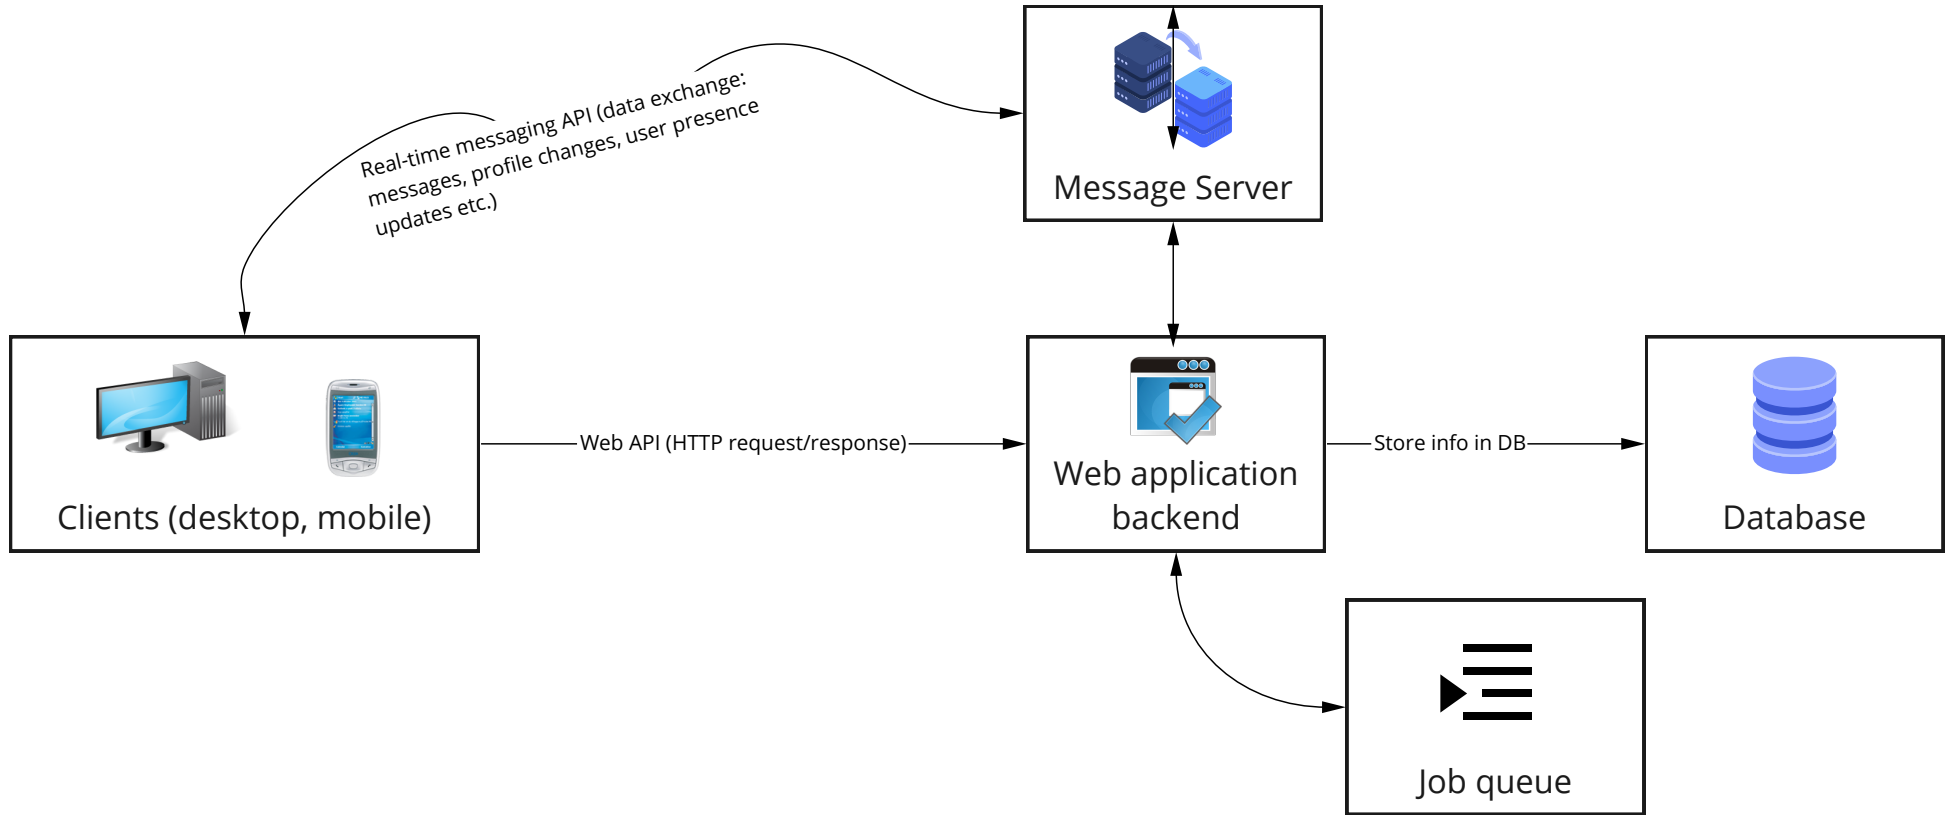 Real-time messaging API (data exchange:
messages, profile changes, user presence
updates etc.)
Message Server
Clients (desktop, mobile)
Web API (HTTP request/response)
Web application
backend
Store info in DB
Database
Job queue